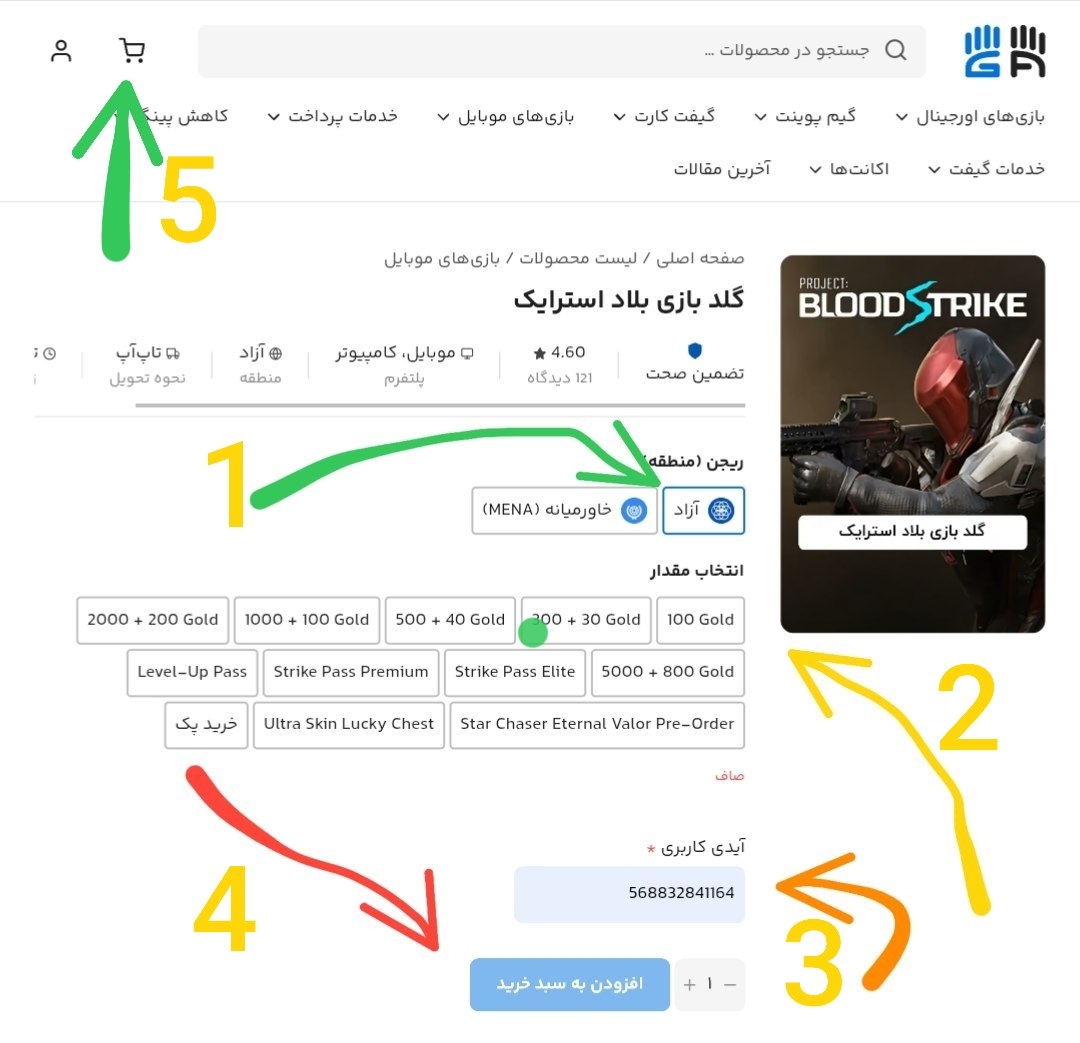 جستجو در محصولات ...
بازی‌های اورجینال
گیم پوینت
گیفت کارت
بازی‌های موبایل
خدمات پرداخت
کاهش پینگ
خدمات گیفت
اکانت‌ها
آخرین مقالات
5
صفحه اصلی / لیست محصولات / بازی‌های موبایل
گلد بازی بلاد استرایک
PROJECT:
BLOODSTRIKE
گلد بازی بلاد استرایک
تضمین صحت
4.60
121 دیدگاه
موبایل، کامپیوتر
پلتفرم
آزاد
منطقه
تاپ‌آپ
نحوه تحویل
1
ریجن (منطقه)
آزاد
خاورمیانه (MENA)
انتخاب مقدار
100 Gold
300 + 30 Gold
500 + 40 Gold
1000 + 100 Gold
2000 + 200 Gold
5000 + 800 Gold
Strike Pass Elite
Strike Pass Premium
Level-Up Pass
Star Chaser Eternal Valor Pre-Order
Ultra Skin Lucky Chest
خرید پک
2
صاف
آیدی کاربری *
568832841164
3
4
− ۱ +
افزودن به سبد خرید